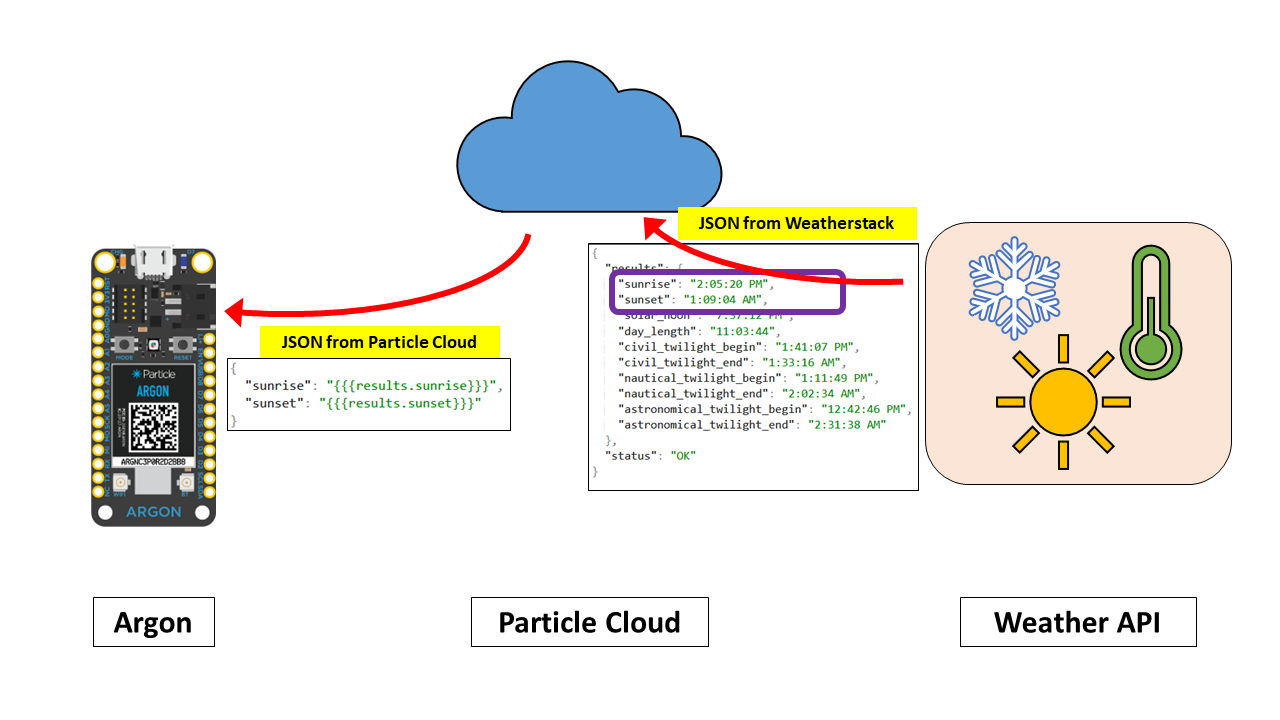 JSON from Weatherstack
{
"results": {
"sunrise": "2:05:20 PM",
"sunset": "1:09:04 AM",
"solar_noon": "7:37:12 PM",
"day_length": "11:03:44",
"civil_twilight_begin": "1:41:07 PM",
"civil_twilight_end": "1:33:16 AM",
"nautical_twilight_begin": "1:11:49 PM",
"nautical_twilight_end": "2:02:34 AM",
"astronomical_twilight_begin": "12:42:46 PM",
"astronomical_twilight_end": "2:31:38 AM"
},
"status": "OK"
}
JSON from Particle Cloud
{
"sunrise": "{{{results.sunrise}}}",
"sunset": "{{{results.sunset}}}"
}
MODE
RESET
Particle
ARGON
ARGNC3P0R2D2BB8
WiFi
BT
ARGON
Argon
Particle Cloud
Weather API